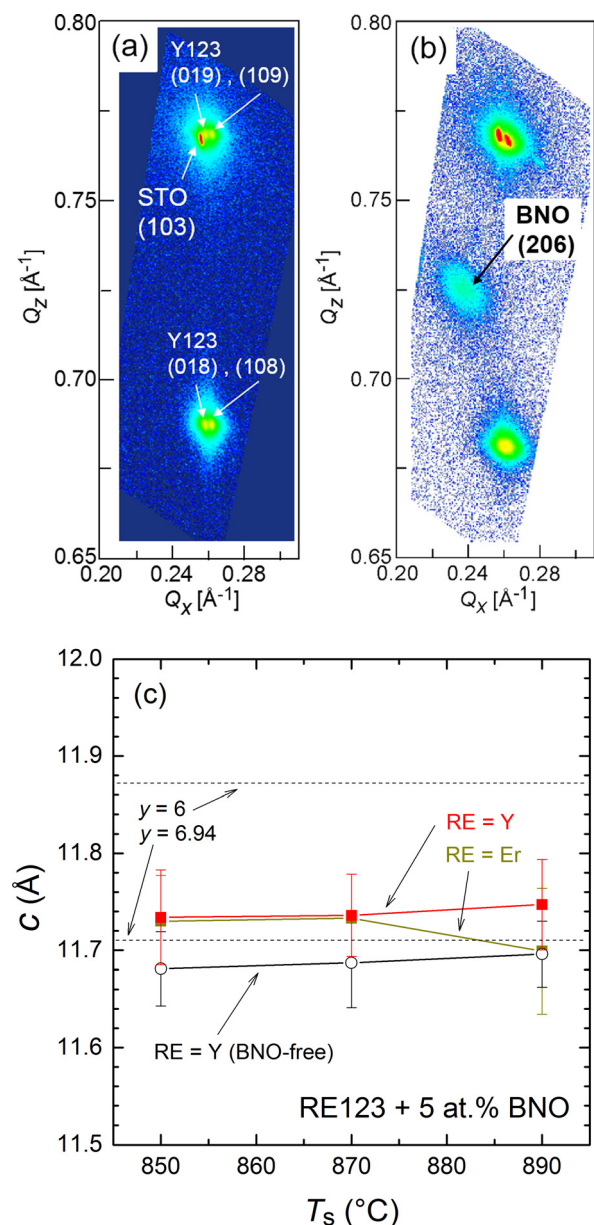 (a)
Y123
(019) , (109)
STO
(103)
Y123
(018) , (108)
0.80
0.75
0.70
0.65
Q_z [Å⁻¹]
0.20 0.24 0.28
Q_x [Å⁻¹]
(b)
BNO
(206)
0.80
0.75
0.70
0.65
Q_z [Å⁻¹]
0.20 0.24 0.28
Q_x [Å⁻¹]
(c)
12.0
11.9
11.8
11.7
11.6
11.5
c (Å)
y = 6
y = 6.94
RE = Y
RE = Er
RE = Y (BNO-free)
RE123 + 5 at.% BNO
850 860 870 880 890
T_s (°C)